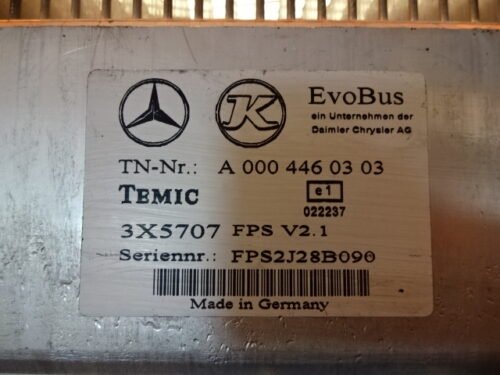 K
EvoBus
ein Unternehmen der
Daimler Chrysler AG
TN-Nr.: A 000 446 03 03
TEMIC
e1
022237
3X5707 FPS V2.1
Seriennr.: FPS2J28B090
Made in Germany